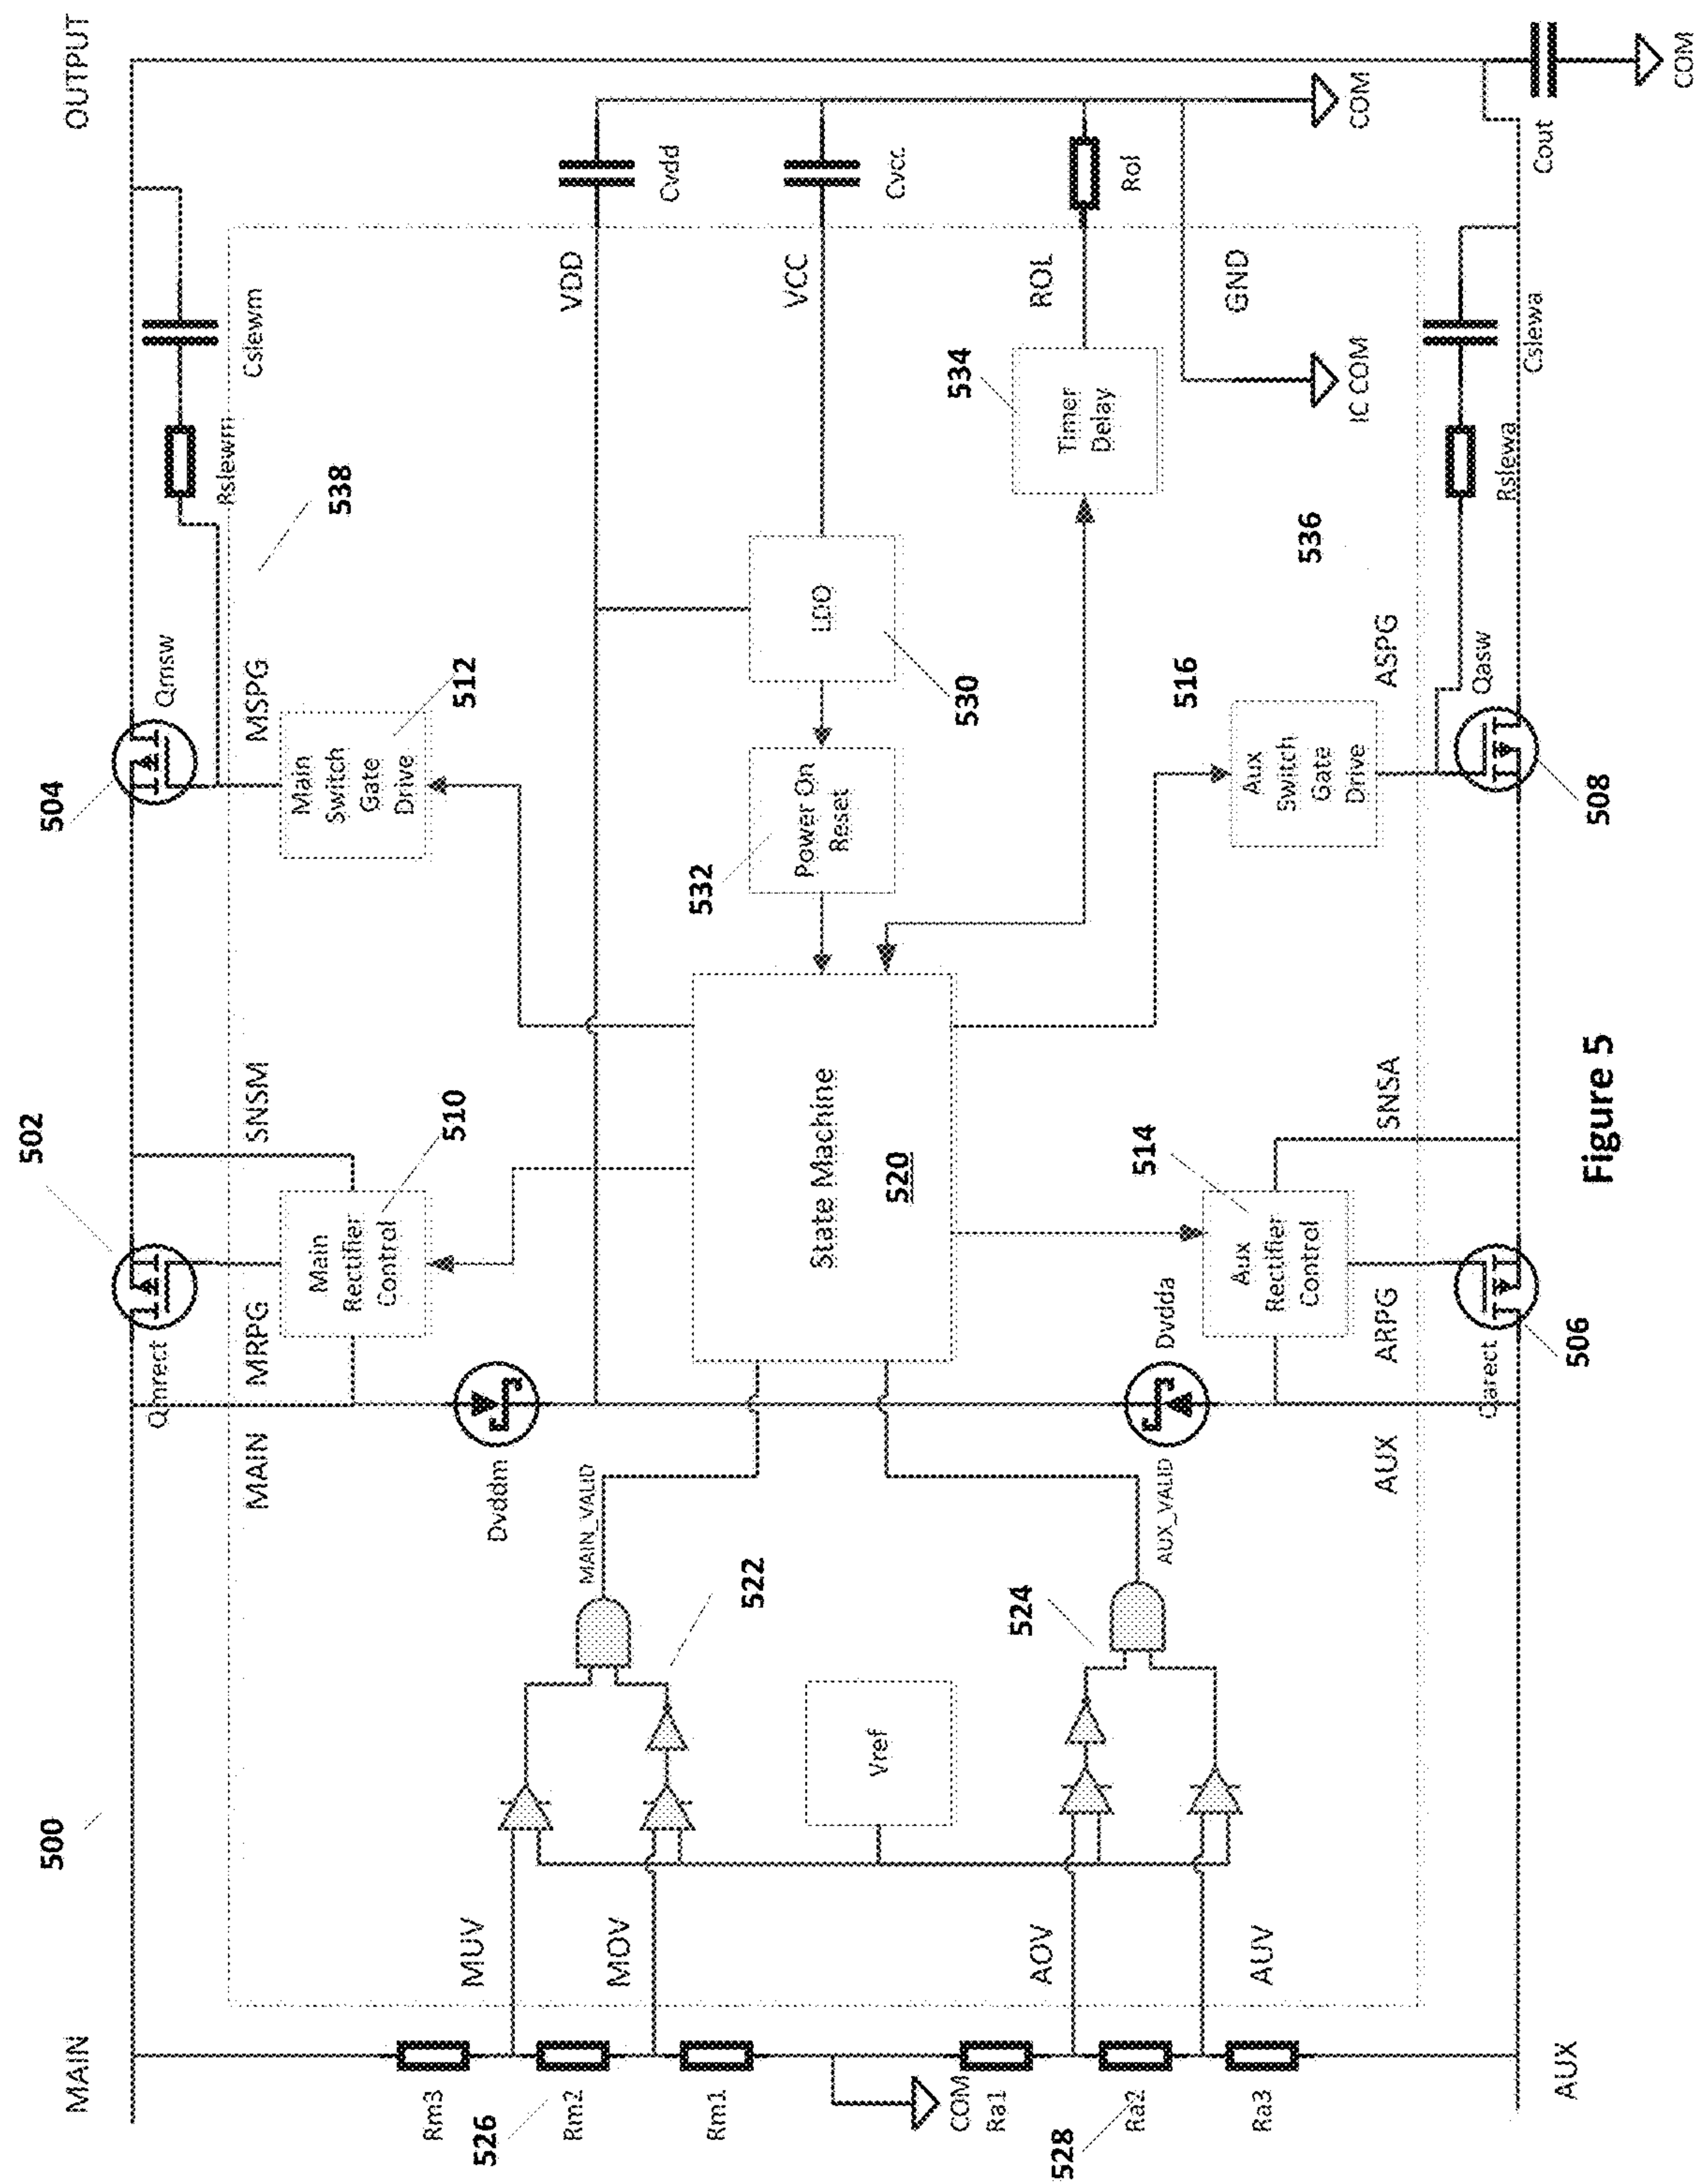 500
MAIN
502
504
OUTPUT
Qmrect
Qmsw
Rslewm
Cslewm
538
MAIN
MRPG
SNSM
MSPG
Main
Rectifier
Control
510
Main
Switch
Gate
Drive
512
Rm3
526
Rm2
Rm1
COM
MUV
MOV
522
MAIN_VALID
Dvddm
VDD
Cvdd
VCC
Cvcc
COM
State Machine
520
532
Power On
Reset
LDO
530
534
Timer
Delay
ROL
Rol
GND
IC COM
Vref
Ra1
528
Ra2
Ra3
AOV
AUV
524
AUX_VALID
Dvdda
514
Aux
Rectifier
Control
516
Aux
Switch
Gate
Drive
536
AUX
ARPG
SNSA
ASPG
AUX
Qarect
506
Qasw
508
Rslewa
Cslewa
Cout
COM
Figure 5